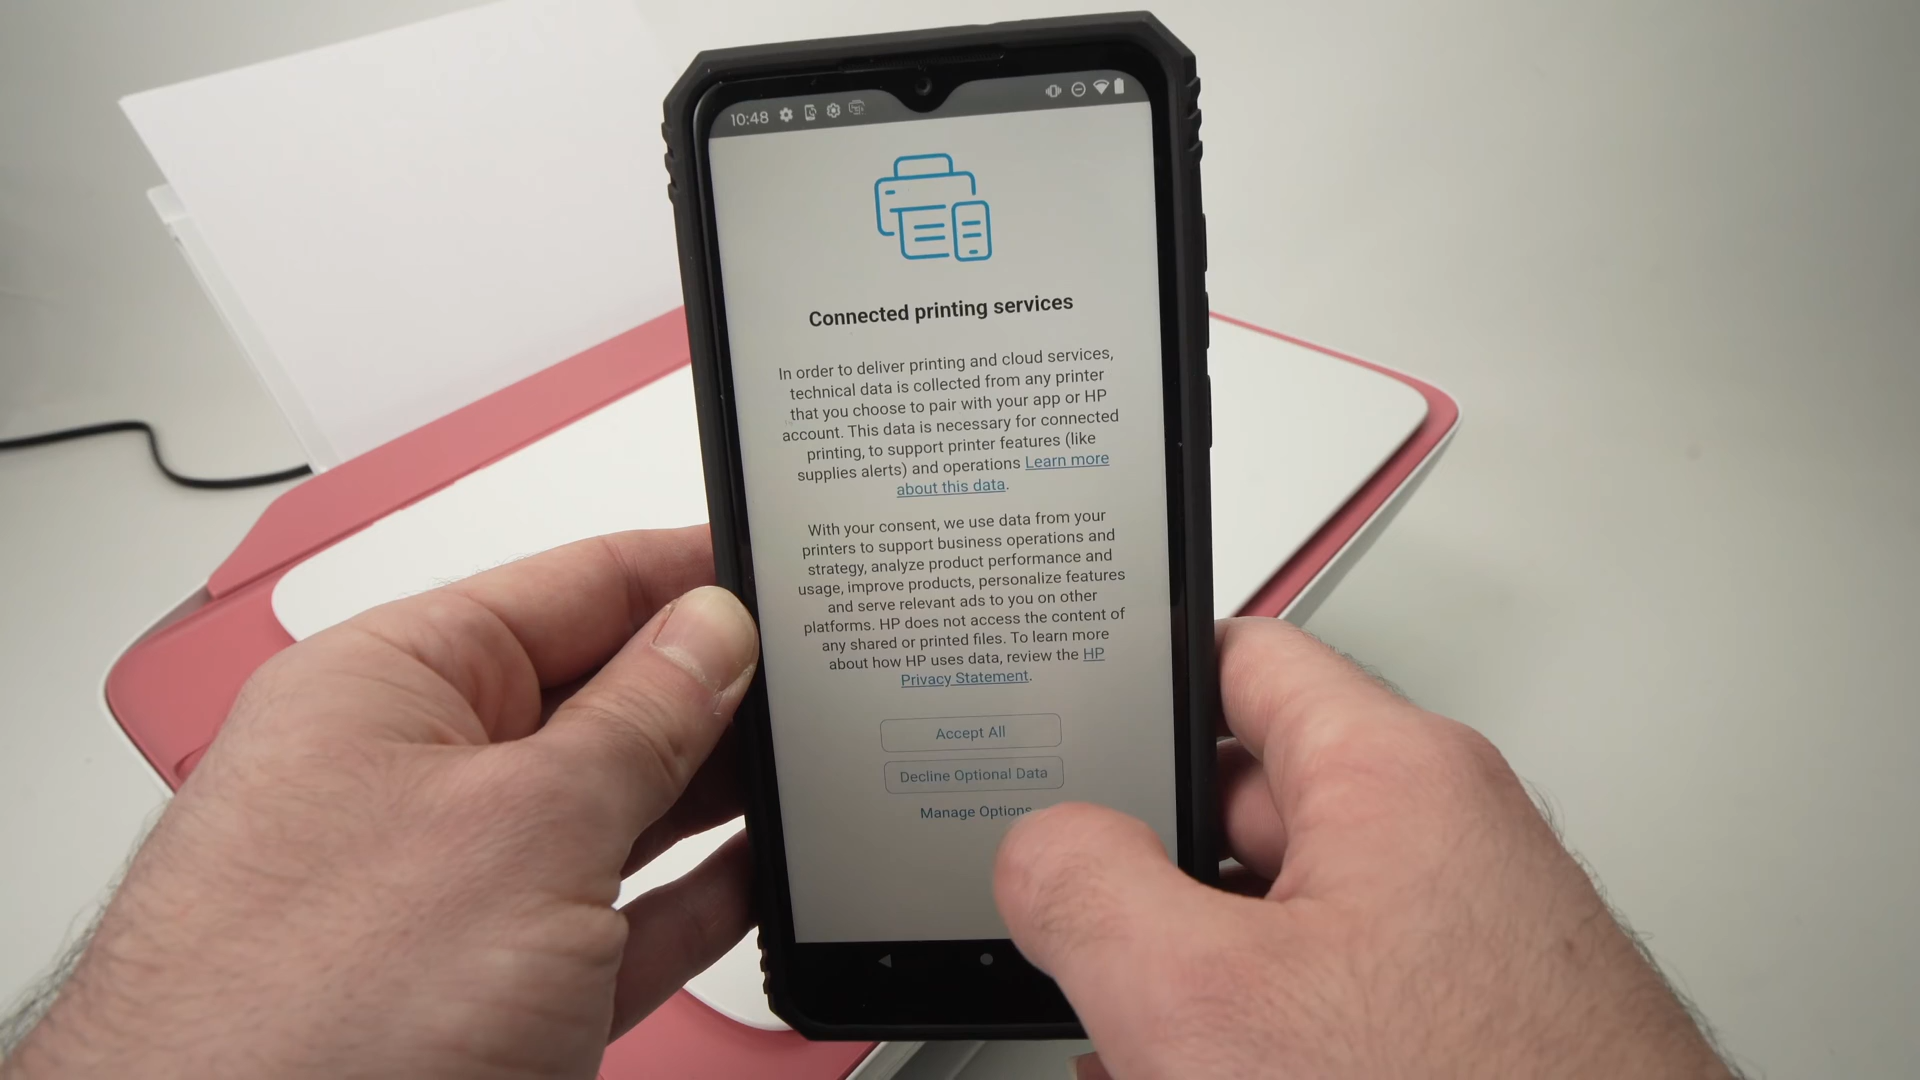 10:48
Connected printing services
In order to deliver printing and cloud services,
technical data is collected from any printer
that you choose to pair with your app or HP
account. This data is necessary for connected
printing, to support printer features (like
supplies alerts) and operations Learn more
about this data.
With your consent, we use data from your
printers to support business operations and
strategy, analyze product performance and
usage, improve products, personalize features
and serve relevant ads to you on other
platforms. HP does not access the content of
any shared or printed files. To learn more
about how HP uses data, review the HP
Privacy Statement.
Accept All
Decline Optional Data
Manage Options